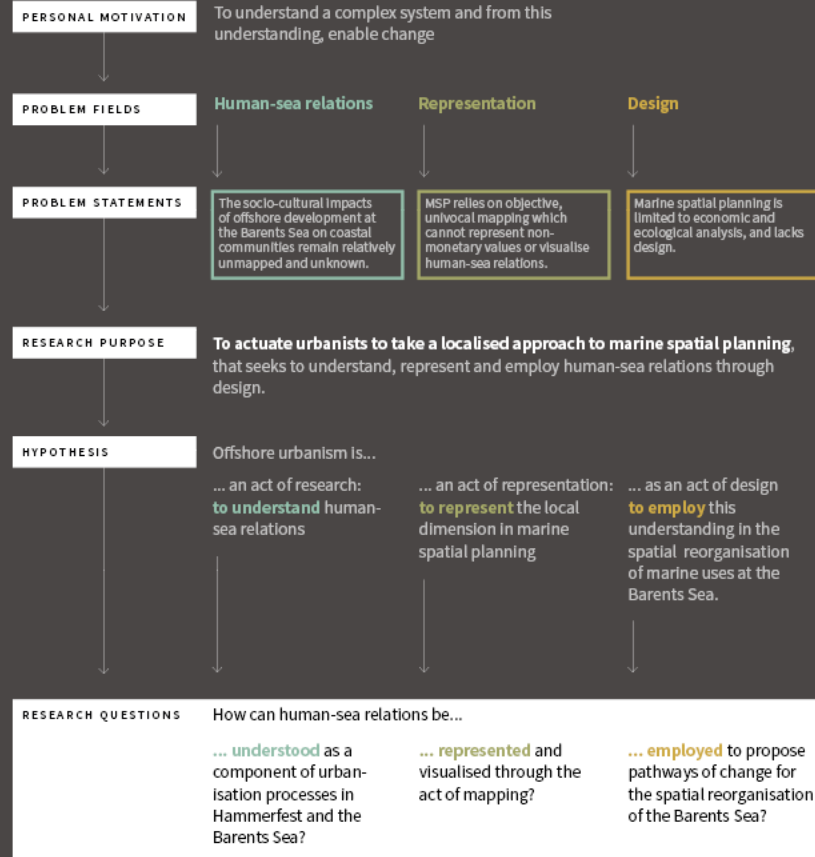 PERSONAL MOTIVATION
To understand a complex system and from this
understanding, enable change
PROBLEM FIELDS
Human-sea relations
Representation
Design
PROBLEM STATEMENTS
The socio-cultural impacts
of offshore development at
the Barents Sea on coastal
communities remain relatively
unmapped and unknown.
MSP relies on objective,
univocal mapping which
cannot represent non-
monetary values or visualise
human-sea relations.
Marine spatial planning is
limited to economic and
ecological analysis, and lacks
design.
RESEARCH PURPOSE
To actuate urbanists to take a localised approach to marine spatial planning,
that seeks to understand, represent and employ human-sea relations through
design.
HYPOTHESIS
Offshore urbanism is...
... an act of research:
to understand human-
sea relations
... an act of representation:
to represent the local
dimension in marine
spatial planning
... as an act of design
to employ this
understanding in the
spatial reorganisation
of marine uses at the
Barents Sea.
RESEARCH QUESTIONS
How can human-sea relations be...
... understood as a
component of urban-
isation processes in
Hammerfest and the
Barents Sea?
... represented and
visualised through the
act of mapping?
... employed to propose
pathways of change for
the spatial reorganisation
of the Barents Sea?